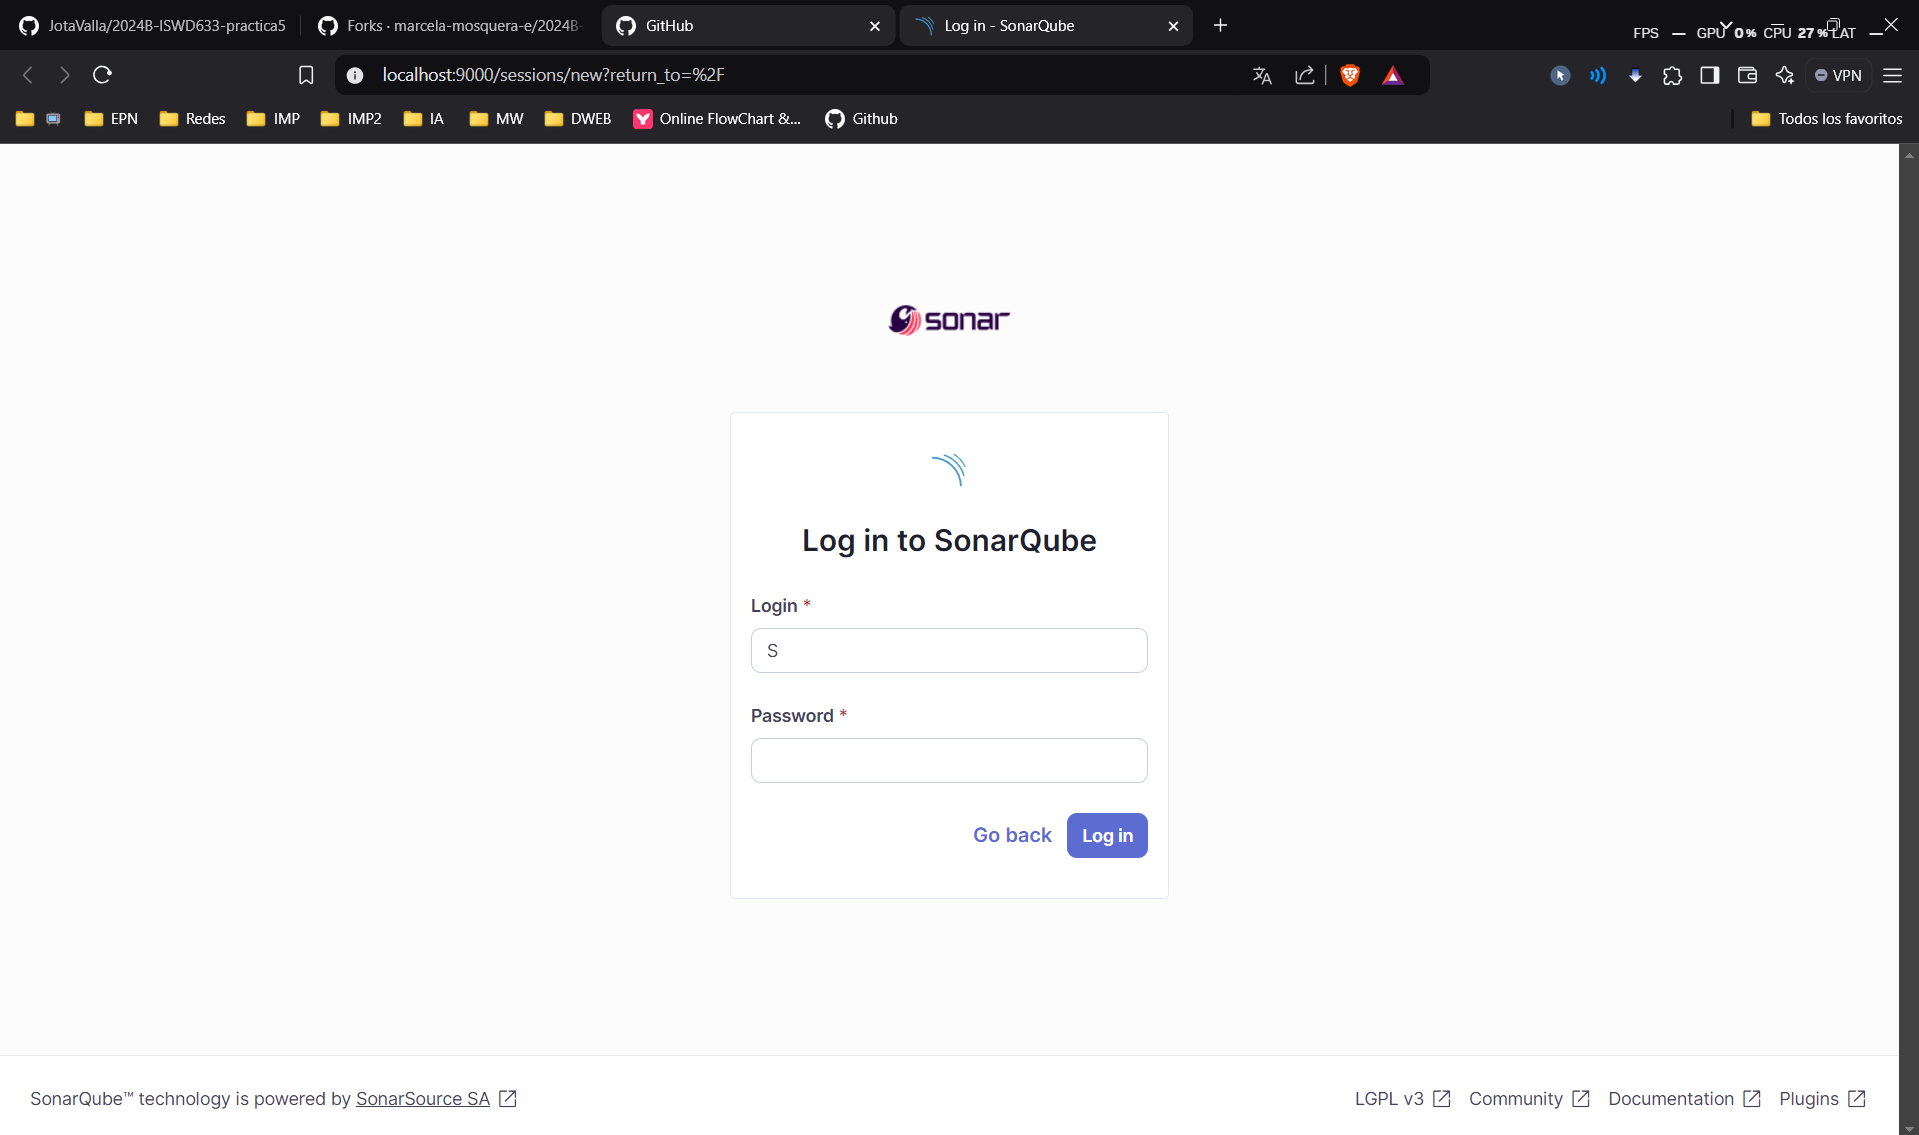 JotaValla/2024B-ISWD633-practica5
Forks · marcela-mosquera-e/2024B-
GitHub
Log in - SonarQube
FPS — GPU 0% CPU 27% LAT —
localhost:9000/sessions/new?return_to=%2F
VPN
EPN
Redes
IMP
IMP2
IA
MW
DWEB
Online FlowChart &...
Github
Todos los favoritos
sonar
Log in to SonarQube
Login *
S
Password *
Go back
Log in
SonarQube™ technology is powered by SonarSource SA
LGPL v3
Community
Documentation
Plugins